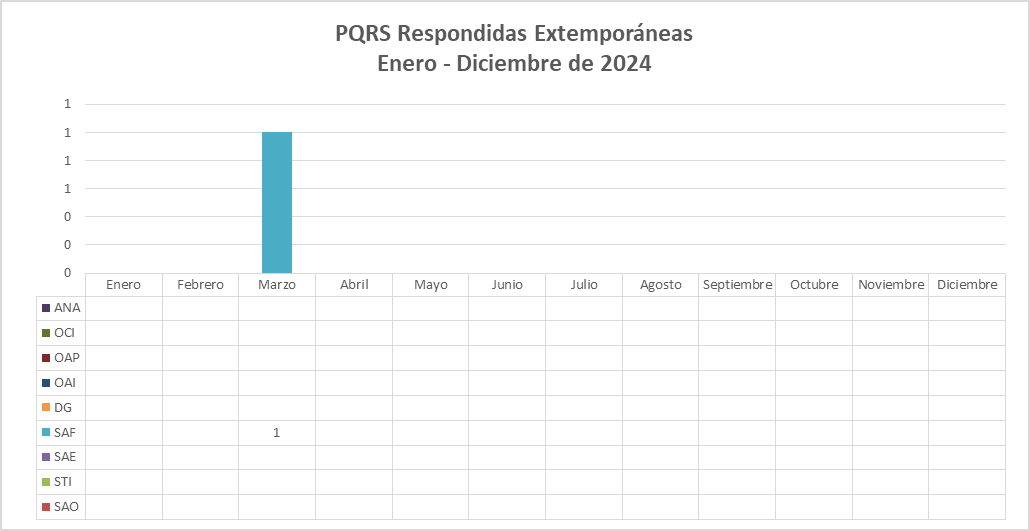 PQRS Respondidas Extemporáneas
Enero - Diciembre de 2024
1
1
1
1
0
0
0
Enero Febrero Marzo Abril Mayo Junio Julio Agosto Septiembre Octubre Noviembre Diciembre
ANA
OCI
OAP
OAI
DG
SAF 1
SAE
STI
SAO